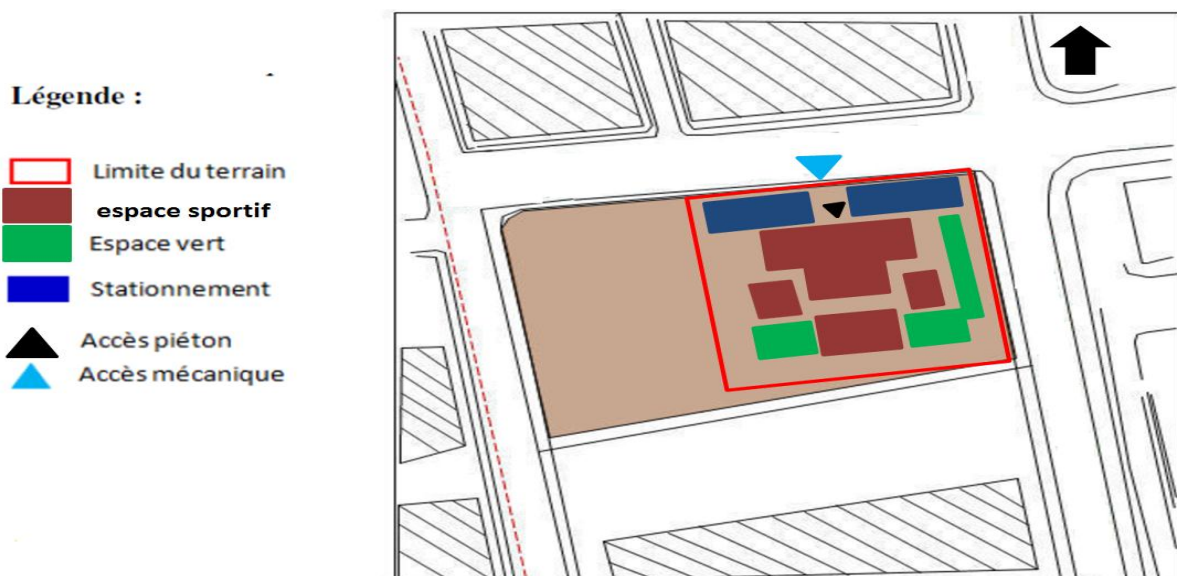 Légende :
Limite du terrain
espace sportif
Espace vert
Stationnement
Accès piéton
Accès mécanique